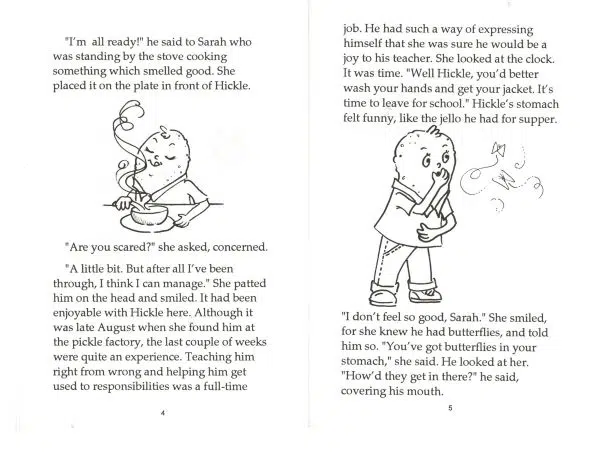 "I'm  all ready!" he said to Sarah who
was standing by the stove cooking
something which smelled good. She
placed it on the plate in front of Hickle.
"Are you scared?" she asked, concerned.
"A little bit. But after all I've been
through, I think I can manage." She patted
him on the head and smiled. It had been
enjoyable with Hickle here. Although it
was late August when she found him at
the pickle factory, the last couple of weeks
were quite an experience. Teaching him
right from wrong and helping him get
used to responsibilities was a full-time
4
job. He had such a way of expressing
himself that she was sure he would be a
joy to his teacher. She looked at the clock.
It was time. "Well Hickle, you'd better
wash your hands and get your jacket. It's
time to leave for school." Hickle's stomach
felt funny, like the jello he had for supper.
"I don't feel so good, Sarah." She smiled,
for she knew he had butterflies, and told
him so. "You've got butterflies in your
stomach," she said. He looked at her.
"How'd they get in there?" he said,
covering his mouth.
5